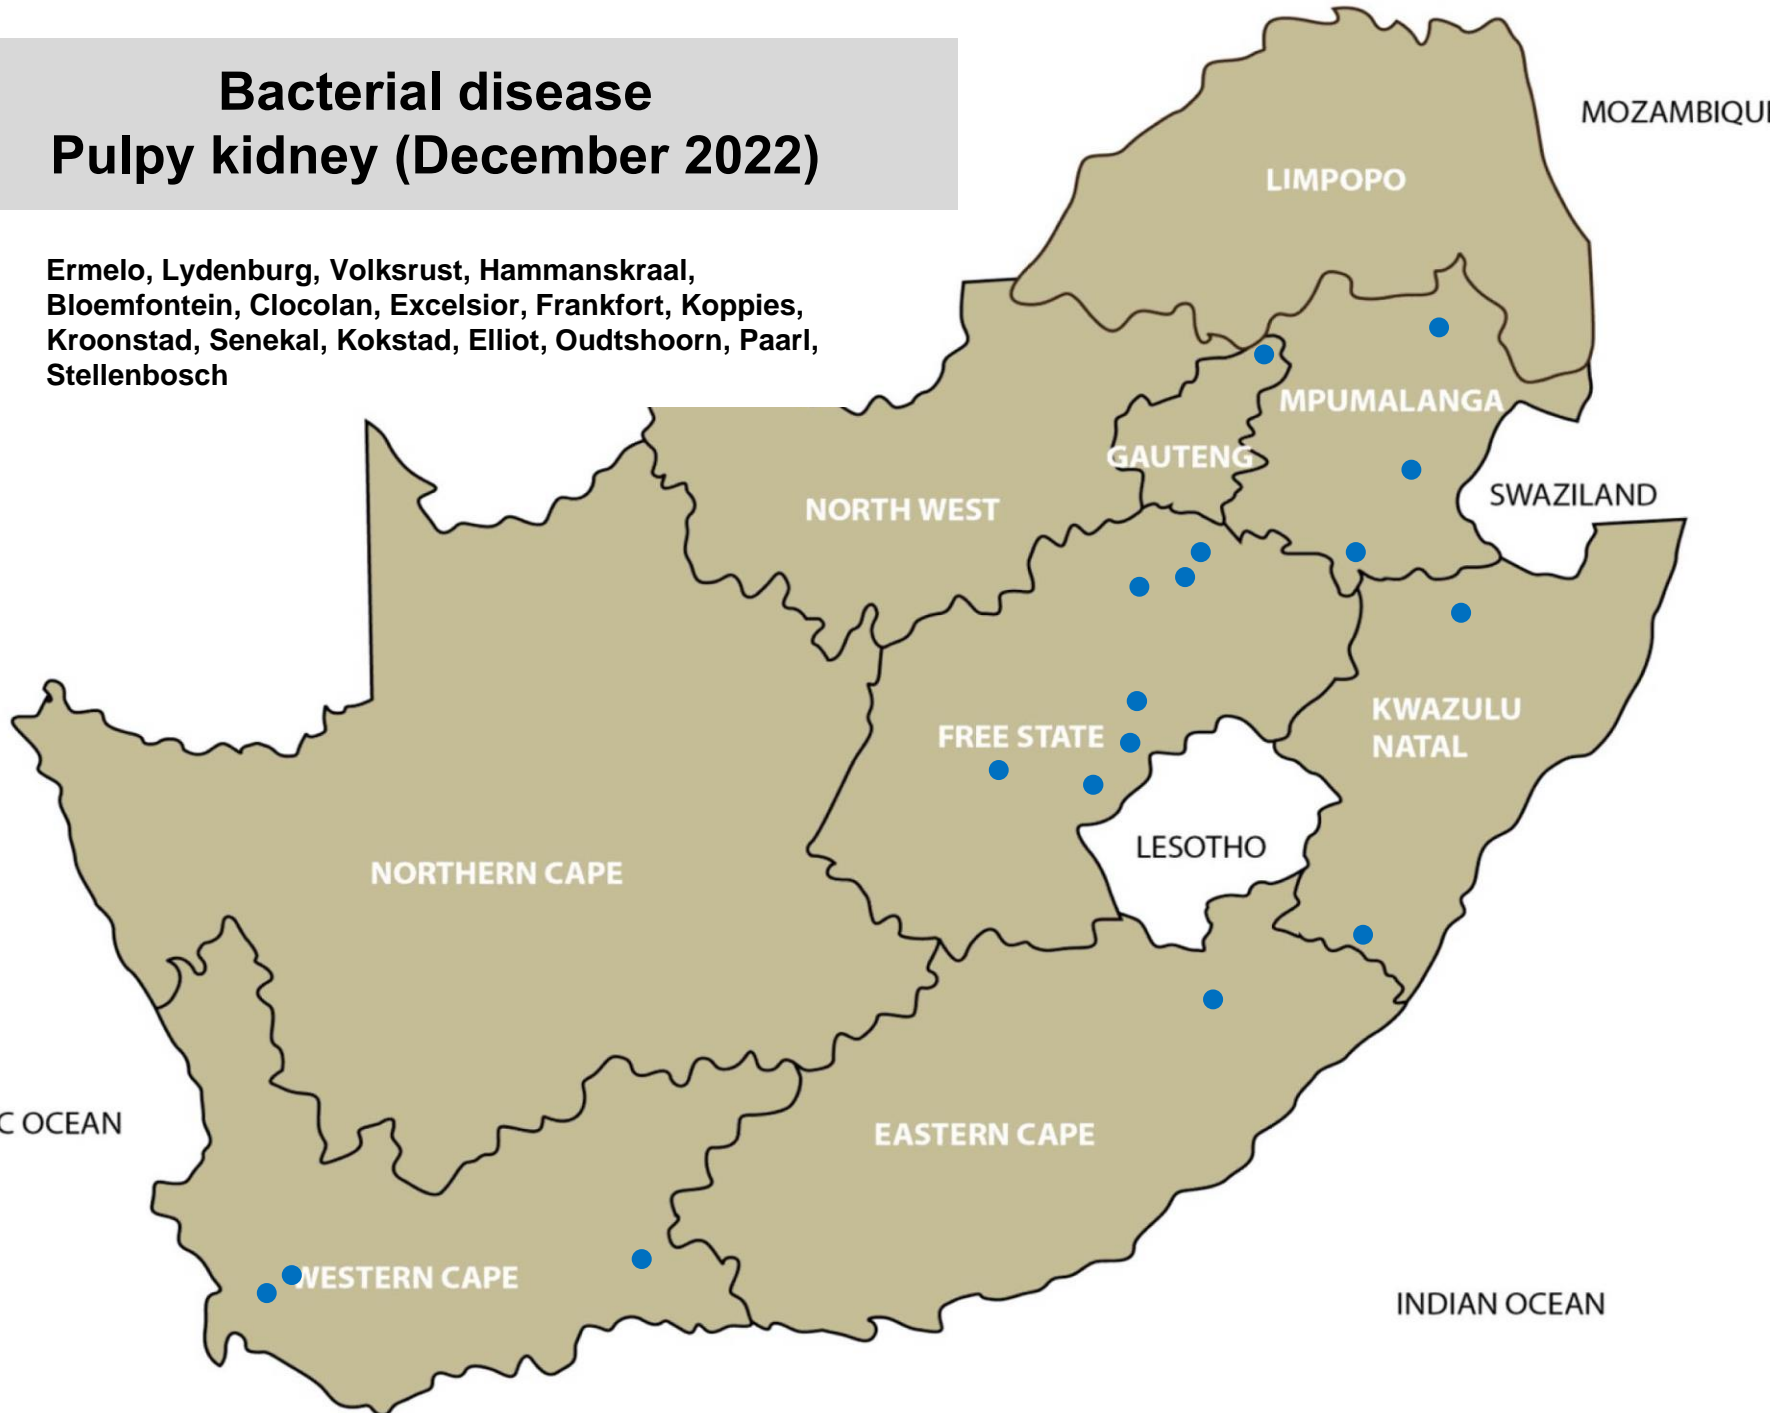 Bacterial disease
Pulpy kidney (December 2022)
Ermelo, Lydenburg, Volksrust, Hammanskraal,
Bloemfontein, Clocolan, Excelsior, Frankfort, Koppies,
Kroonstad, Senekal, Kokstad, Elliot, Oudtshoorn, Paarl,
Stellenbosch
MOZAMBIQUE
LIMPOPO
MPUMALANGA
GAUTENG
SWAZILAND
NORTH WEST
KWAZULU
NATAL
FREE STATE
LESOTHO
NORTHERN CAPE
C OCEAN
EASTERN CAPE
WESTERN CAPE
INDIAN OCEAN